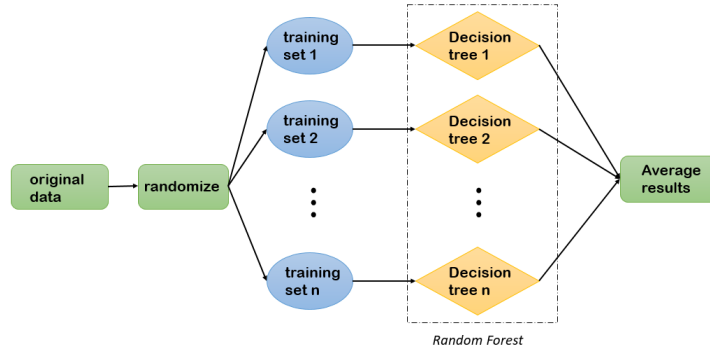 original
data
randomize
training
set 1
training
set 2
training
set n
Decision
tree 1
Decision
tree 2
Decision
tree n
Average
results
Random Forest